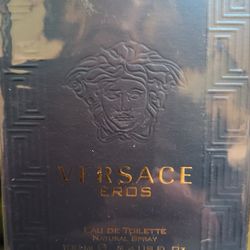 VERSACE
EROS
EAU DE TOILETTE
NATURAL SPRAY